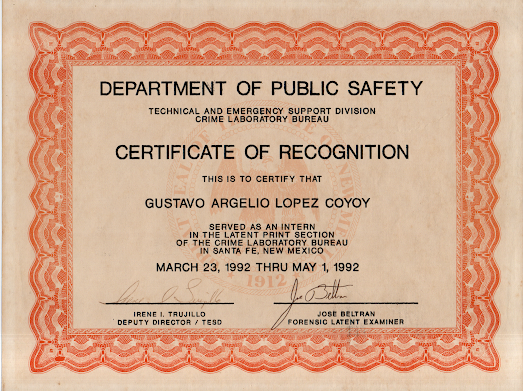 DEPARTMENT OF PUBLIC SAFETY
TECHNICAL AND EMERGENCY SUPPORT DIVISION
CRIME LABORATORY BUREAU
CERTIFICATE OF RECOGNITION
THIS IS TO CERTIFY THAT
GUSTAVO ARGELIO LOPEZ COYOY
SERVED AS AN INTERN
IN THE LATENT PRINT SECTION
OF THE CRIME LABORATORY BUREAU
IN SANTA FE, NEW MEXICO
MARCH 23, 1992 THRU MAY 1, 1992
1912
Joe Beltran
IRENE I. TRUJILLO
DEPUTY DIRECTOR / TESD
JOSE BELTRAN
FORENSIC LATENT EXAMINER